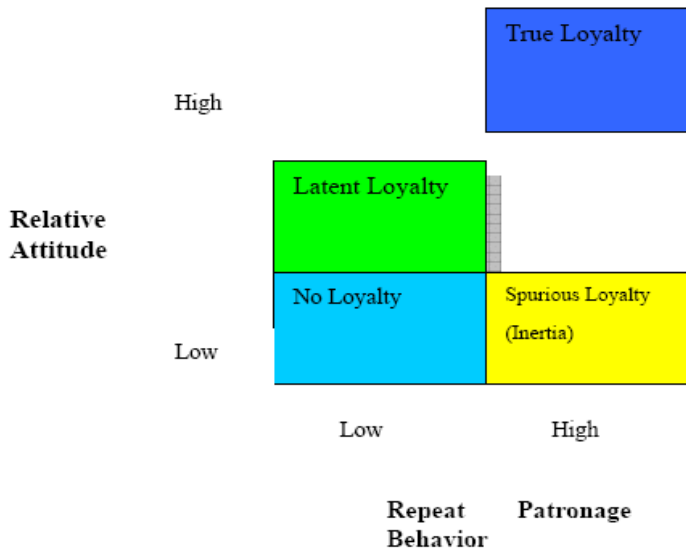 True Loyalty
High
Latent Loyalty
Relative
Attitude
No Loyalty
Spurious Loyalty
(Inertia)
Low
Low
High
Repeat Patronage
Behavior